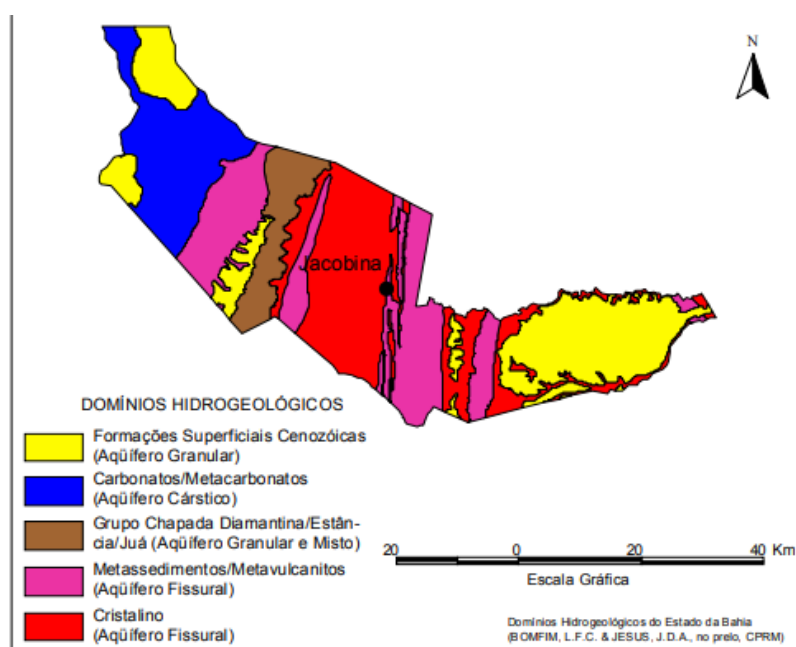 N
Jacobina
DOMÍNIOS HIDROGEOLÓGICOS
Formações Superficiais Cenozóicas
(Aqüífero Granular)
Carbonatos/Metacarbonatos
(Aqüífero Cárstico)
Grupo Chapada Diamantina/Estân-
cia/Juá (Aqüífero Granular e Misto)
Metassedimentos/Metavulcanitos
(Aqüífero Fissural)
Cristalino
(Aqüífero Fissural)
20 0 20 40 Km
Escala Gráfica
Domínios Hidrogeológicos do Estado da Bahia
(BOMFIM, L.F.C. & JESUS, J.D.A., no prelo, CPRM)